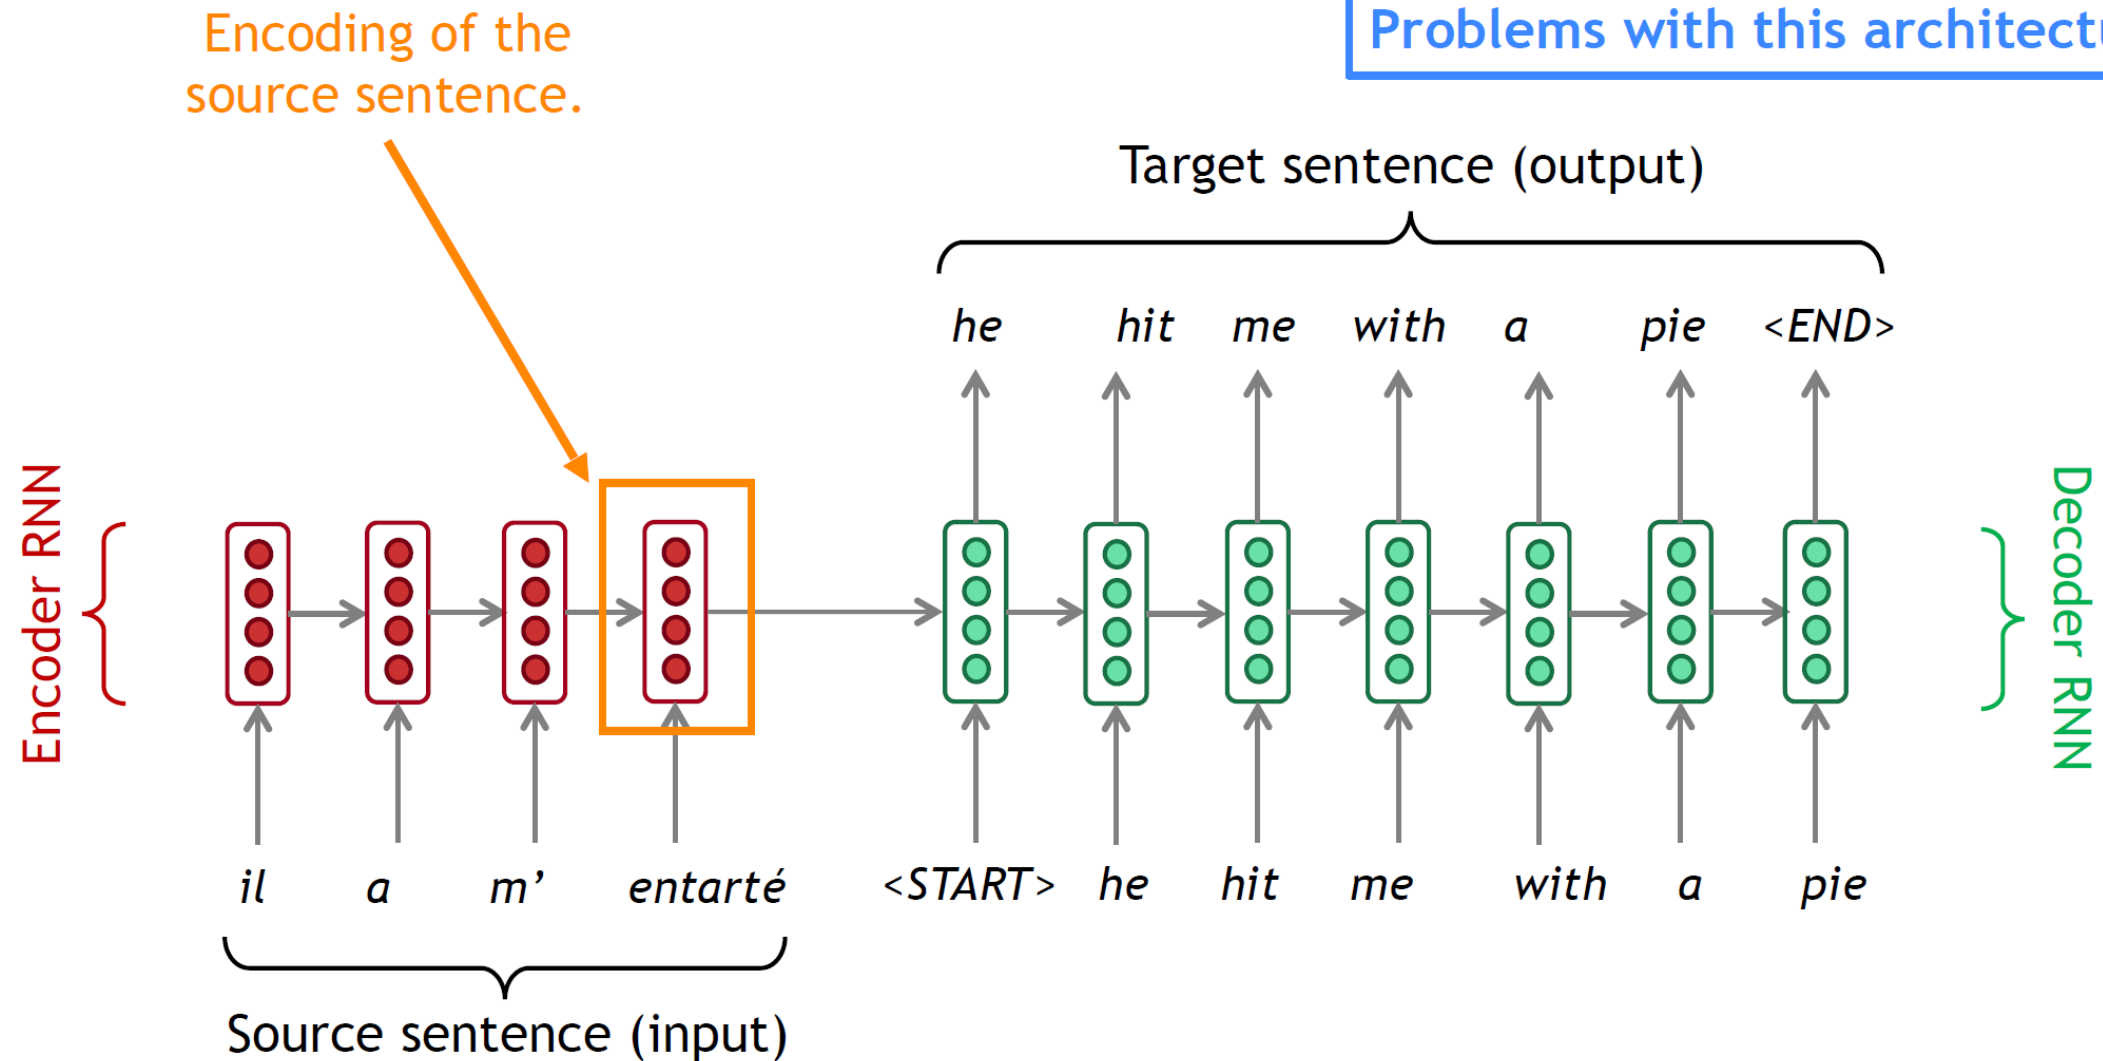 Encoding of the
source sentence.
Problems with this
Target sentence (output)
he hit me with a pie <END>
Encoder RNN
Decoder RNN
il a m’ entarté <START> he hit me with a pie
Source sentence (input)